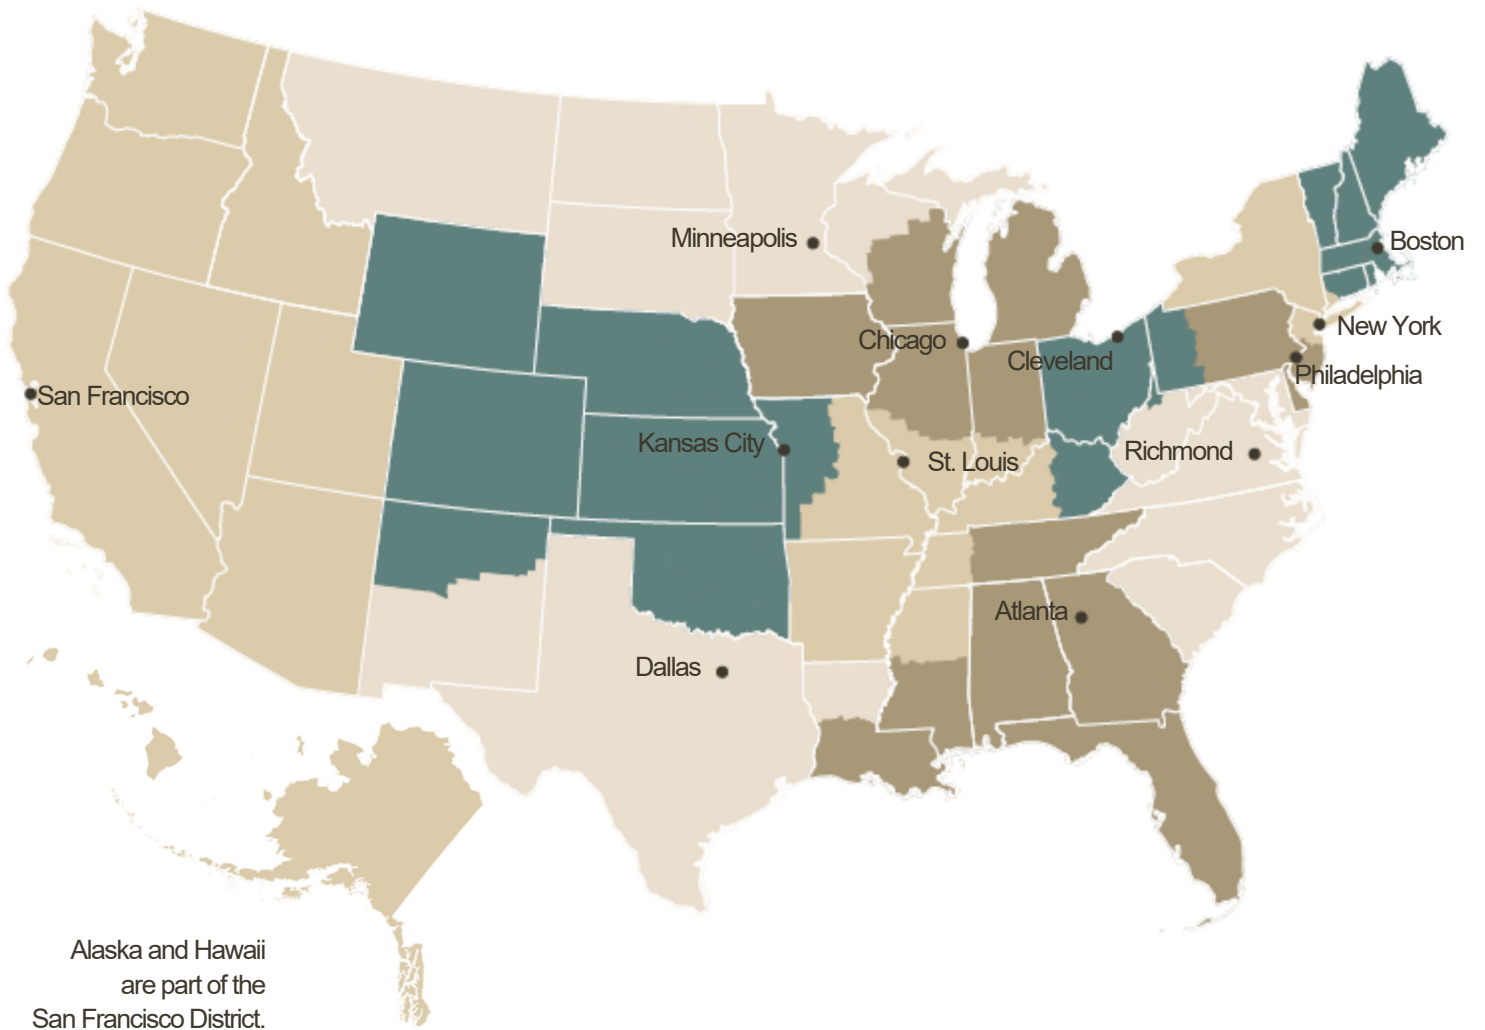 Minneapolis
Boston
New York
Chicago
Cleveland
Philadelphia
San Francisco
Kansas City
St. Louis
Richmond
Atlanta
Dallas
Alaska and Hawaii
are part of the
San Francisco District.